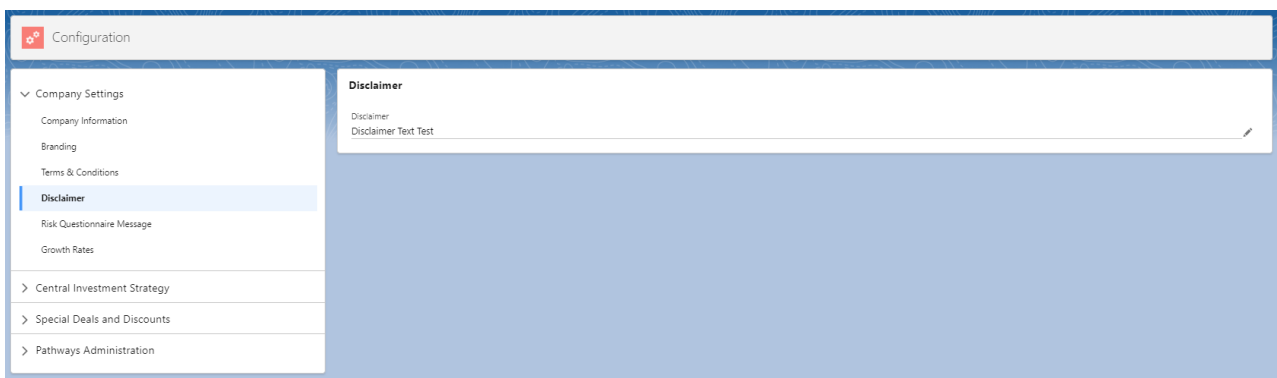 Configuration
Company Settings
Company Information
Branding
Terms & Conditions
Disclaimer
Risk Questionnaire Message
Growth Rates
Central Investment Strategy
Special Deals and Discounts
Pathways Administration
Disclaimer
Disclaimer
Disclaimer Text Test